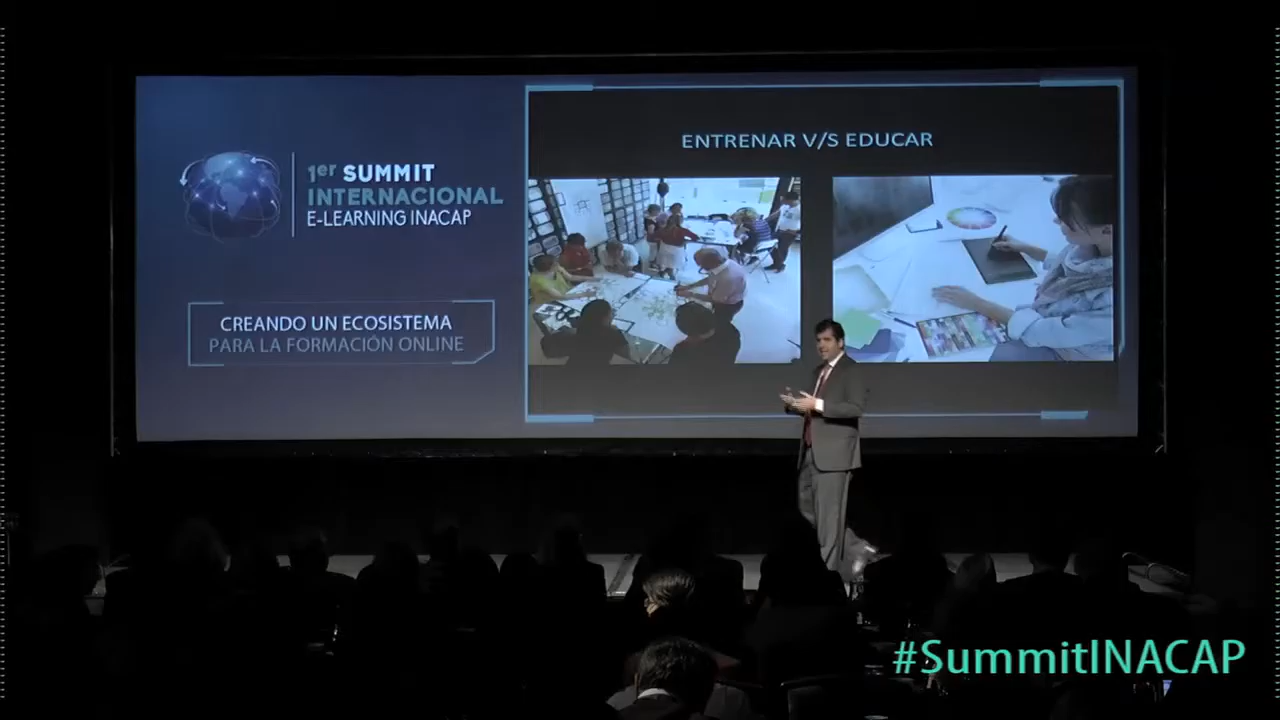 1er SUMMIT
INTERNACIONAL
E-LEARNING INACAP
CREANDO UN ECOSISTEMA
PARA LA FORMACIÓN ONLINE
ENTRENAR V/S EDUCAR
#SummitINACAP